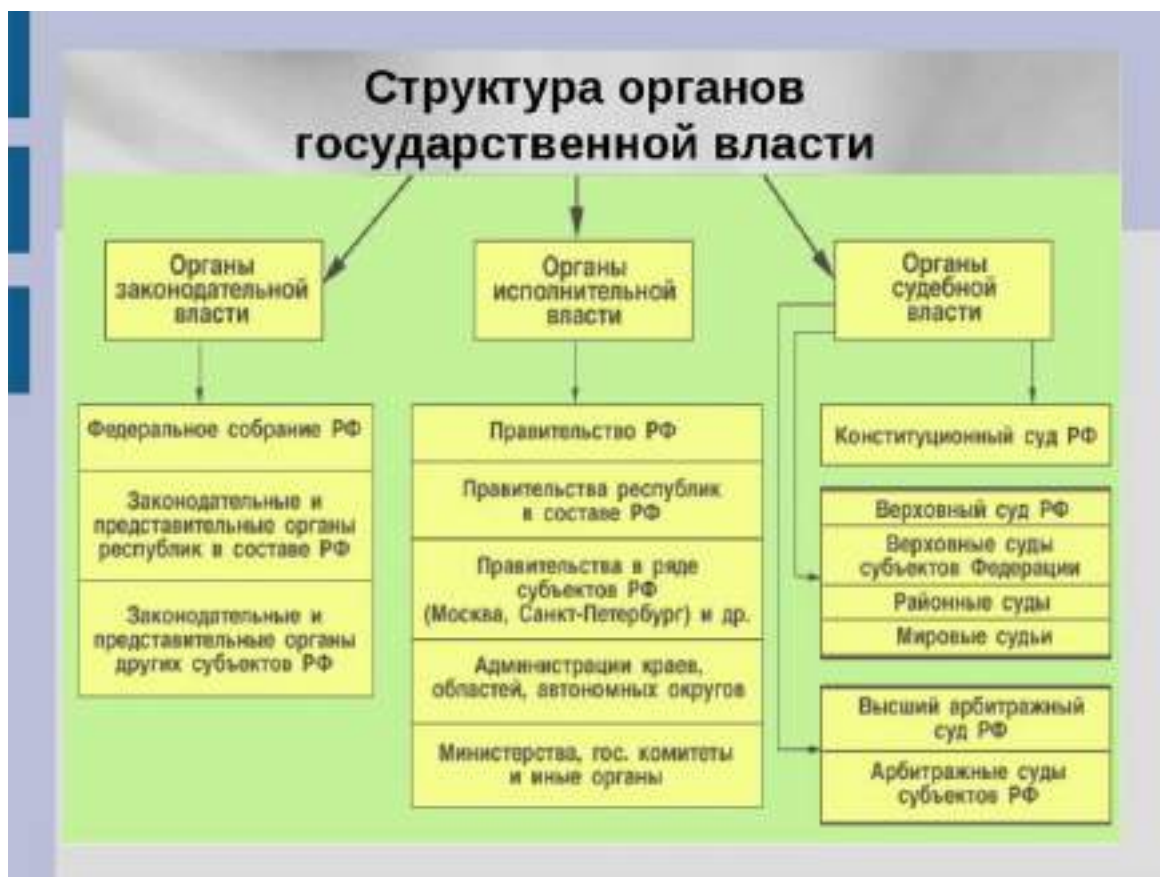 Структура органов
государственной власти
Органы
законодательной
власти
Федеральное собрание РФ
Законодательные и
представительные органы
республик в составе РФ
Законодательные и
представительные органы
других субъектов РФ
Органы
исполнительной
власти
Правительство РФ
Правительства республик
в составе РФ
Правительства в ряде
субъектов РФ
(Москва, Санкт-Петербург) и др.
Администрации краев,
областей, автономных округов
Министерства, гос. комитеты
и иные органы
Органы
судебной
власти
Конституционный суд РФ
Верховный суд РФ
Верховные суды
субъектов Федерации
Районные суды
Мировые судьи
Высший арбитражный
суд РФ
Арбитражные суды
субъектов РФ